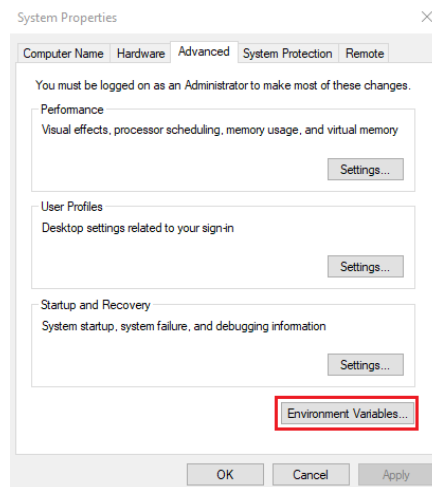 System Properties
Computer Name Hardware Advanced System Protection Remote
You must be logged on as an Administrator to make most of these changes.
Performance
Visual effects, processor scheduling, memory usage, and virtual memory
Settings...
User Profiles
Desktop settings related to your sign-in
Settings...
Startup and Recovery
System startup, system failure, and debugging information
Settings...
Environment Variables...
OK Cancel Apply